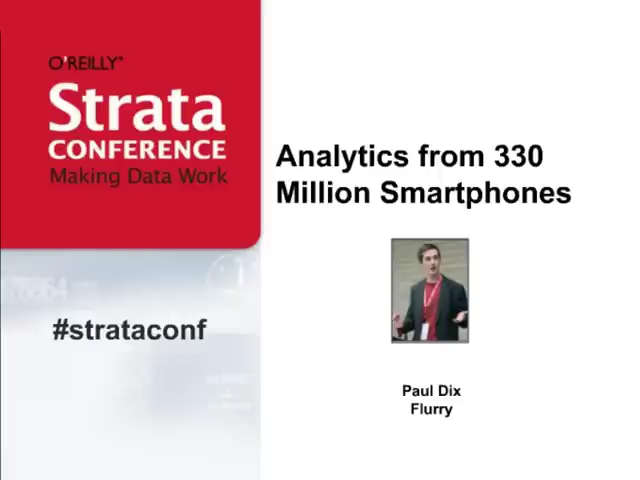 O'REILLY®
Strata
CONFERENCE
Making Data Work
Analytics from 330
Million Smartphones
#strataconf
Paul Dix
Flurry